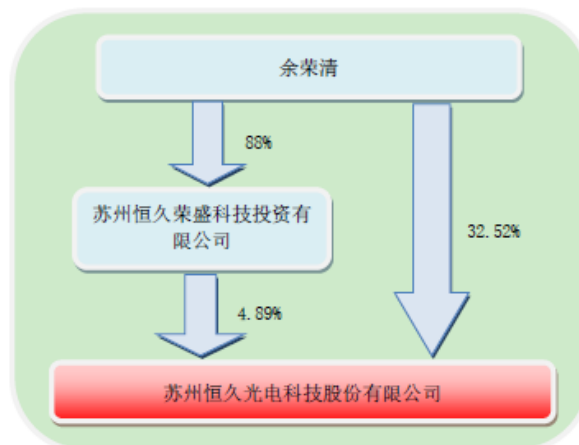 余荣清
88%
苏州恒久荣盛科技投资有
限公司
32.52%
4.89%
苏州恒久光电科技股份有限公司